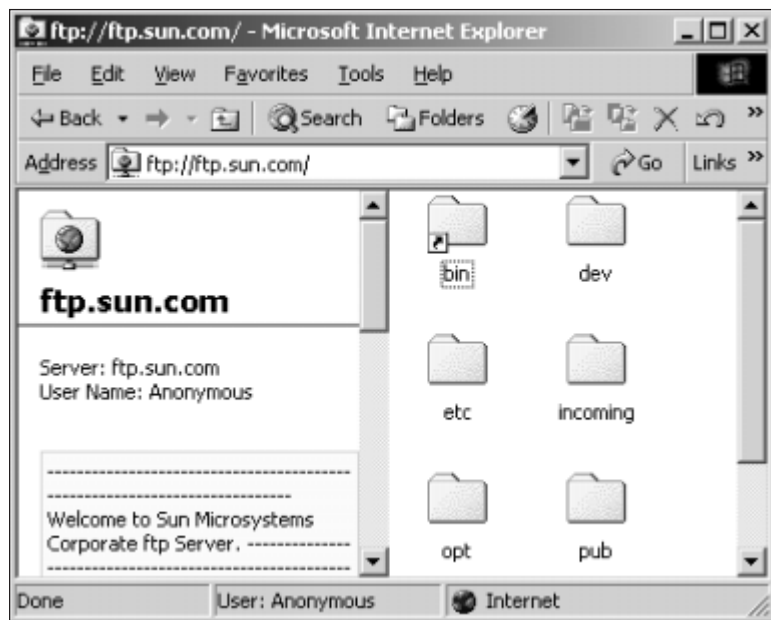 ftp://ftp.sun.com/ - Microsoft Internet Explorer
File Edit View Favorites Tools Help
Back Search Folders »
Address ftp://ftp.sun.com/ Go Links »
ftp.sun.com
Server: ftp.sun.com
User Name: Anonymous
-----------------------------------------
---------------------------------
Welcome to Sun Microsystems
Corporate ftp Server. --------------
-----------------------------------------
bin dev
etc incoming
opt pub
Done User: Anonymous Internet